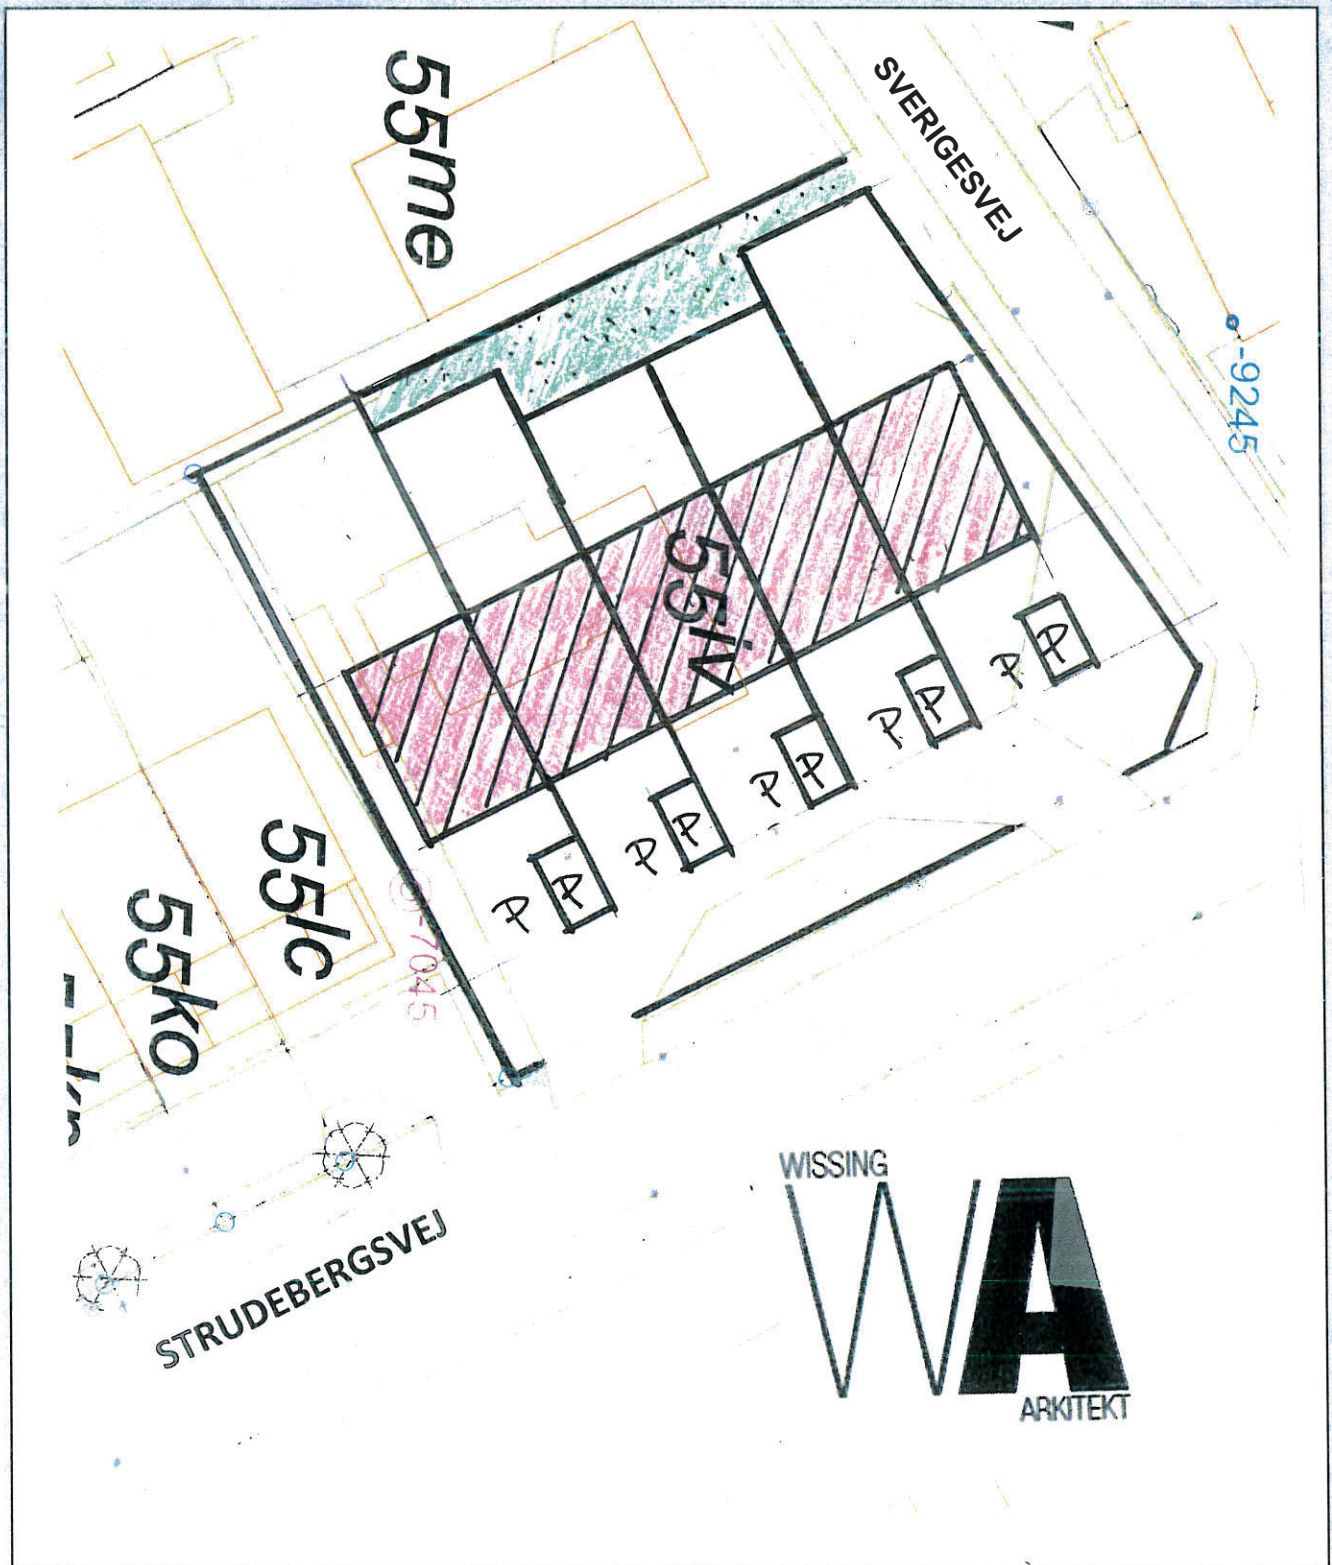 SVERIGESVEJ
55me
-9245
55iv
P P
P P
P P
P P
P P
55lc
-7045
55ko
STRUDEBERGSVEJ
WISSING
WA
ARKITEKT